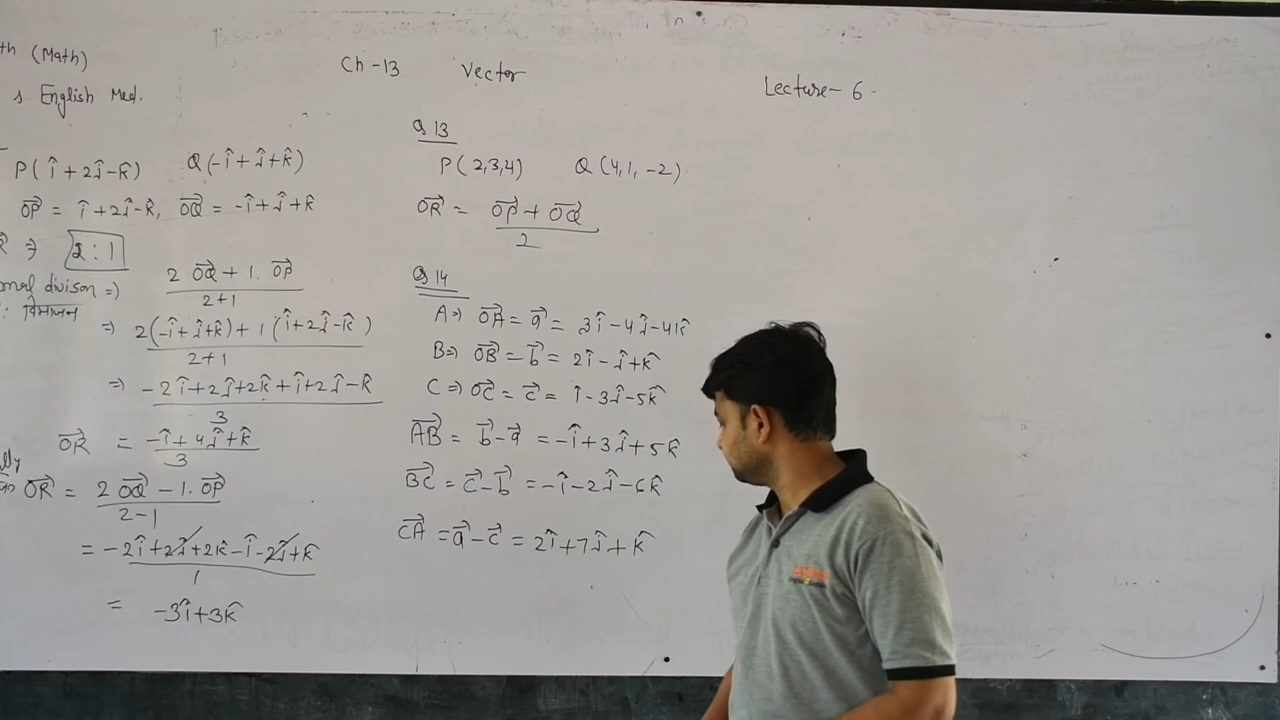 th (Math)
s English Med.
Ch-13 Vector
Lecture-6.
P(î+2ĵ-k̂) Q(-î+ĵ+k̂)
OP⃗ = î+2ĵ-k̂, OQ⃗ = -î+ĵ+k̂
R ⇒ 2:1
onal divison =) 2 OQ⃗ + 1. OP⃗ / 2+1
: विभाजन
⇒ 2(-î+ĵ+k̂)+1(î+2ĵ-k̂) / 2+1
⇒ -2î+2ĵ+2k̂+î+2ĵ-k̂ / 3
OR⃗ = -î+4ĵ+k̂ / 3
lly
OR⃗ = 2 OQ⃗ - 1. OP⃗ / 2-1
= -2î+2ĵ+2k̂-î-2ĵ+k̂ / 1
= -3î+3k̂
Q 13
P(2,3,4) Q(4,1,-2)
OR⃗ = OP⃗ + OQ⃗ / 2
Q 14
A=) OA⃗ = a⃗ = 3î-4ĵ-4k̂
B=) OB⃗ = b⃗ = 2î-ĵ+k̂
C=) OC⃗ = c⃗ = î-3ĵ-5k̂
AB⃗ = b⃗-a⃗ = -î+3ĵ+5k̂
BC⃗ = c⃗-b⃗ = -î-2ĵ-6k̂
CA⃗ = a⃗-c⃗ = 2î+7ĵ+k̂